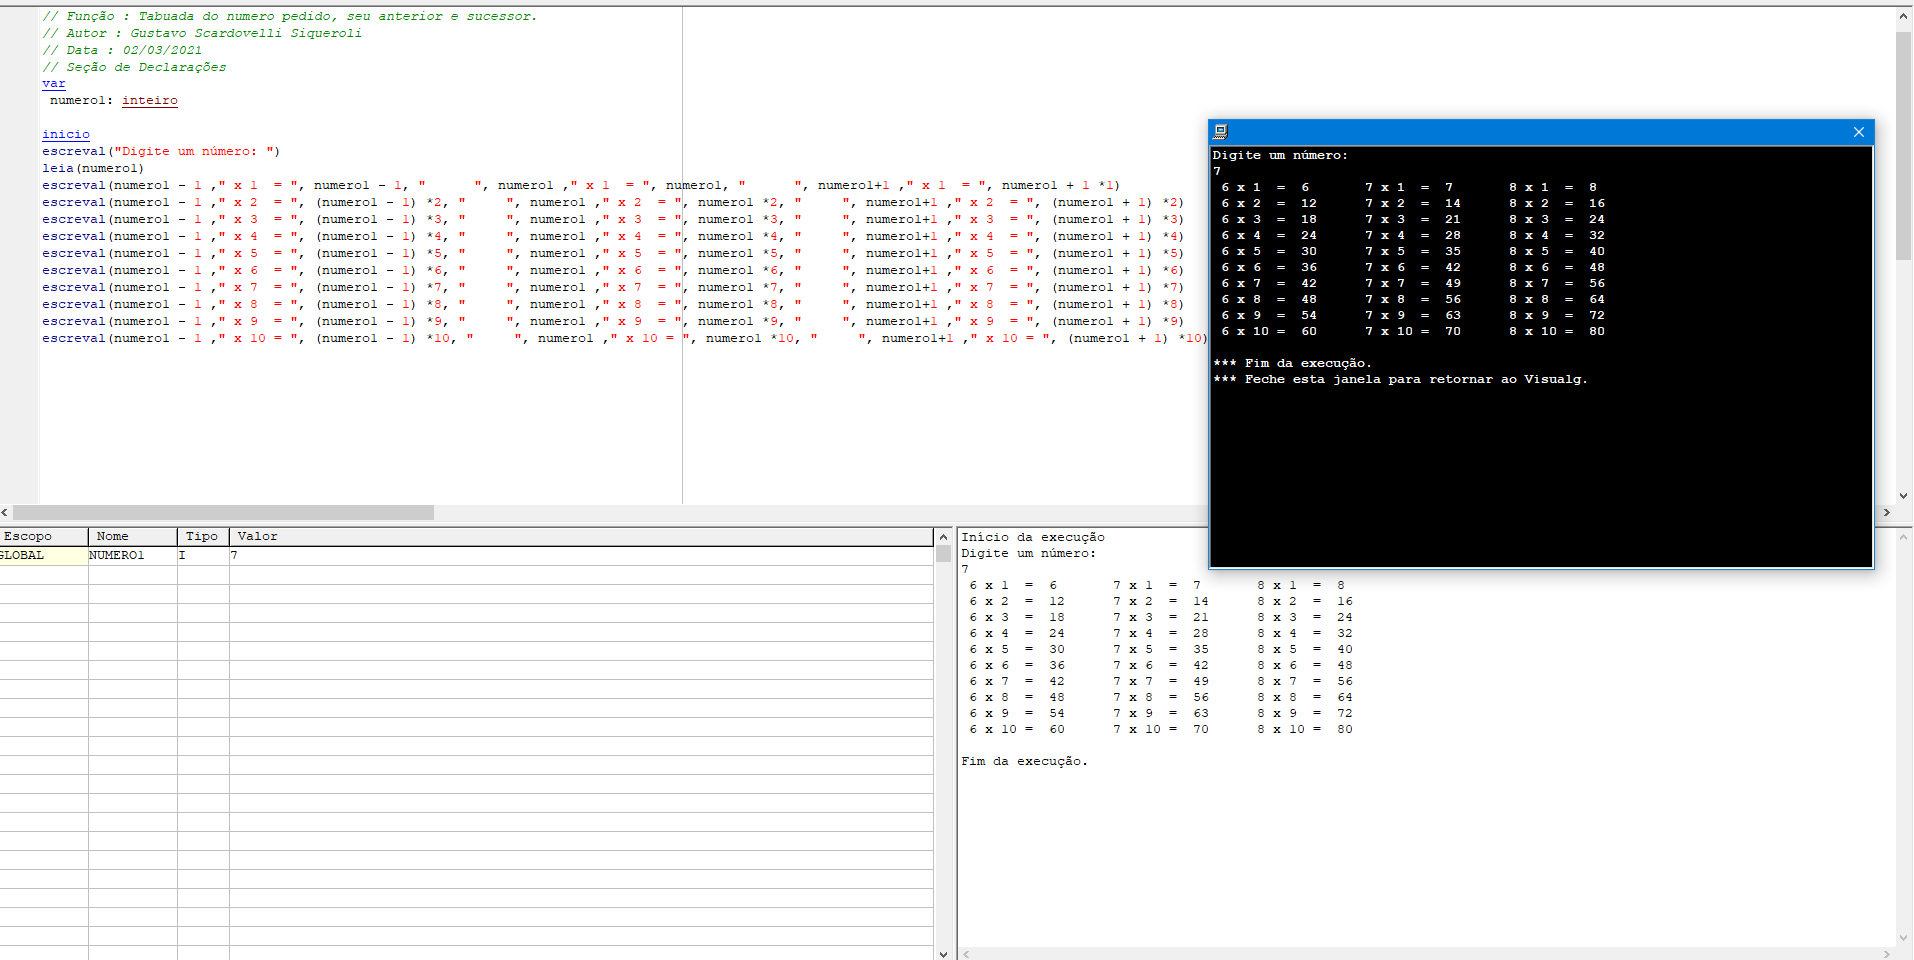 // Função : Tabuada do numero pedido, seu anterior e sucessor.
// Autor : Gustavo Scardovelli Siqueroli
// Data : 02/03/2021
// Seção de Declarações
var
numero1: inteiro
inicio
escreval("Digite um número: ")
leia(numero1)
escreval(numero1 - 1 ," x 1  = ", numero1 - 1, "      ", numero1 ," x 1  = ", numero1, "      ", numero1+1 ," x 1  = ", numero1 + 1 *1)
escreval(numero1 - 1 ," x 2  = ", (numero1 - 1) *2, "     ", numero1 ," x 2  = ", numero1 *2, "     ", numero1+1 ," x 2  = ", (numero1 + 1) *2)
escreval(numero1 - 1 ," x 3  = ", (numero1 - 1) *3, "     ", numero1 ," x 3  = ", numero1 *3, "     ", numero1+1 ," x 3  = ", (numero1 + 1) *3)
escreval(numero1 - 1 ," x 4  = ", (numero1 - 1) *4, "     ", numero1 ," x 4  = ", numero1 *4, "     ", numero1+1 ," x 4  = ", (numero1 + 1) *4)
escreval(numero1 - 1 ," x 5  = ", (numero1 - 1) *5, "     ", numero1 ," x 5  = ", numero1 *5, "     ", numero1+1 ," x 5  = ", (numero1 + 1) *5)
escreval(numero1 - 1 ," x 6  = ", (numero1 - 1) *6, "     ", numero1 ," x 6  = ", numero1 *6, "     ", numero1+1 ," x 6  = ", (numero1 + 1) *6)
escreval(numero1 - 1 ," x 7  = ", (numero1 - 1) *7, "     ", numero1 ," x 7  = ", numero1 *7, "     ", numero1+1 ," x 7  = ", (numero1 + 1) *7)
escreval(numero1 - 1 ," x 8  = ", (numero1 - 1) *8, "     ", numero1 ," x 8  = ", numero1 *8, "     ", numero1+1 ," x 8  = ", (numero1 + 1) *8)
escreval(numero1 - 1 ," x 9  = ", (numero1 - 1) *9, "     ", numero1 ," x 9  = ", numero1 *9, "     ", numero1+1 ," x 9  = ", (numero1 + 1) *9)
escreval(numero1 - 1 ," x 10 = ", (numero1 - 1) *10, "     ", numero1 ," x 10 = ", numero1 *10, "     ", numero1+1 ," x 10 = ", (numero1 + 1) *10)
Digite um número:
7
6 x 1  =  6       7 x 1  =  7       8 x 1  =  8
6 x 2  =  12      7 x 2  =  14      8 x 2  =  16
6 x 3  =  18      7 x 3  =  21      8 x 3  =  24
6 x 4  =  24      7 x 4  =  28      8 x 4  =  32
6 x 5  =  30      7 x 5  =  35      8 x 5  =  40
6 x 6  =  36      7 x 6  =  42      8 x 6  =  48
6 x 7  =  42      7 x 7  =  49      8 x 7  =  56
6 x 8  =  48      7 x 8  =  56      8 x 8  =  64
6 x 9  =  54      7 x 9  =  63      8 x 9  =  72
6 x 10 =  60      7 x 10 =  70      8 x 10 =  80
*** Fim da execução.
*** Feche esta janela para retornar ao Visualg.
Escopo Nome Tipo Valor
GLOBAL NUMERO1 I 7
Início da execução
Digite um número:
7
6 x 1  =  6       7 x 1  =  7       8 x 1  =  8
6 x 2  =  12      7 x 2  =  14      8 x 2  =  16
6 x 3  =  18      7 x 3  =  21      8 x 3  =  24
6 x 4  =  24      7 x 4  =  28      8 x 4  =  32
6 x 5  =  30      7 x 5  =  35      8 x 5  =  40
6 x 6  =  36      7 x 6  =  42      8 x 6  =  48
6 x 7  =  42      7 x 7  =  49      8 x 7  =  56
6 x 8  =  48      7 x 8  =  56      8 x 8  =  64
6 x 9  =  54      7 x 9  =  63      8 x 9  =  72
6 x 10 =  60      7 x 10 =  70      8 x 10 =  80
Fim da execução.